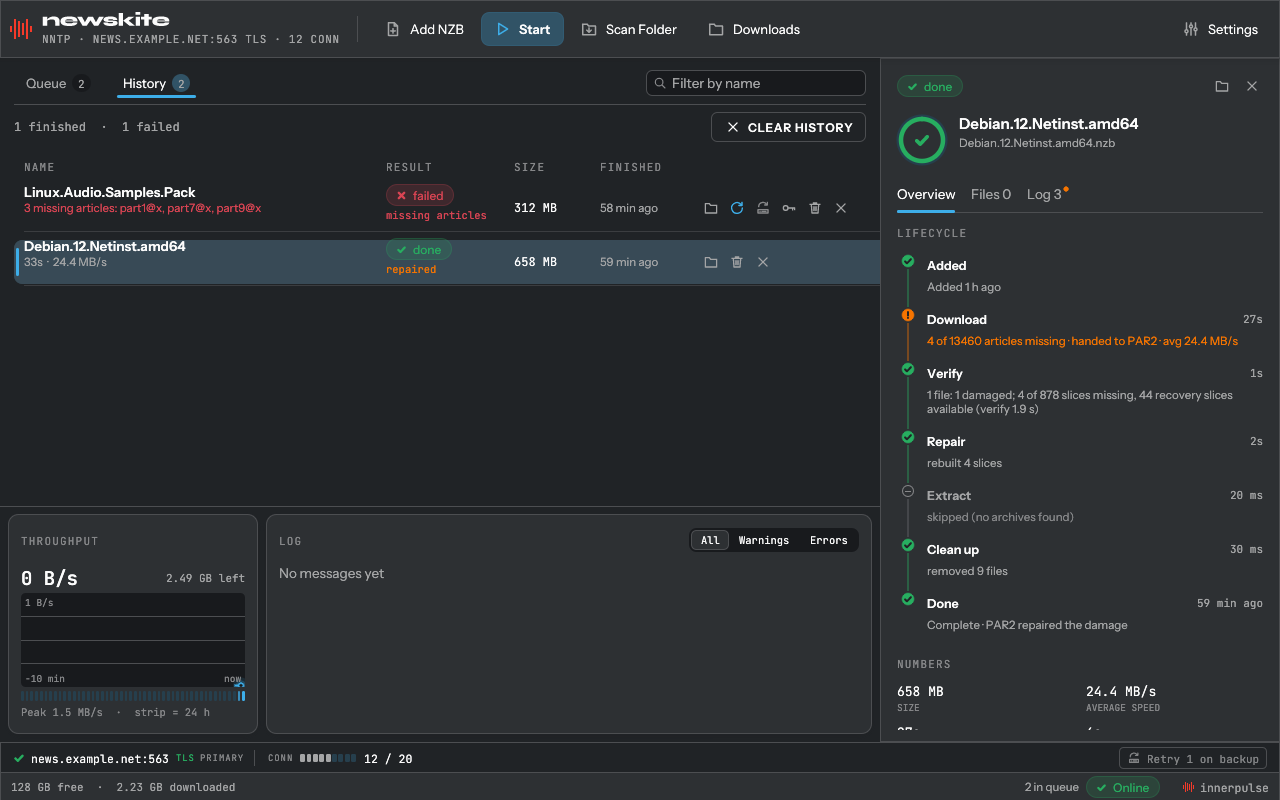 newskite
NNTP · NEWS.EXAMPLE.NET:563 TLS · 12 CONN
Add NZB
Start
Scan Folder
Downloads
Settings
Queue 2
History 2
Filter by name
1 finished · 1 failed
CLEAR HISTORY
NAME RESULT SIZE FINISHED
Linux.Audio.Samples.Pack
3 missing articles: part1@x, part7@x, part9@x
failed
missing articles
312 MB
58 min ago
Debian.12.Netinst.amd64
33s · 24.4 MB/s
done
repaired
658 MB
59 min ago
THROUGHPUT
0 B/s
2.49 GB left
1 B/s
-10 min
now
Peak 1.5 MB/s · strip = 24 h
LOG
All
Warnings
Errors
No messages yet
done
Debian.12.Netinst.amd64
Debian.12.Netinst.amd64.nzb
Overview
Files 0
Log 3
LIFECYCLE
Added
Added 1 h ago
Download
27s
4 of 13460 articles missing · handed to PAR2 · avg 24.4 MB/s
Verify
1s
1 file: 1 damaged; 4 of 878 slices missing, 44 recovery slices
available (verify 1.9 s)
Repair
2s
rebuilt 4 slices
Extract
20 ms
skipped (no archives found)
Clean up
30 ms
removed 9 files
Done
59 min ago
Complete · PAR2 repaired the damage
NUMBERS
658 MB
SIZE
24.4 MB/s
AVERAGE SPEED
news.example.net:563 TLS PRIMARY
CONN
12 / 20
Retry 1 on backup
128 GB free · 2.23 GB downloaded
2 in queue
Online
innerpulse